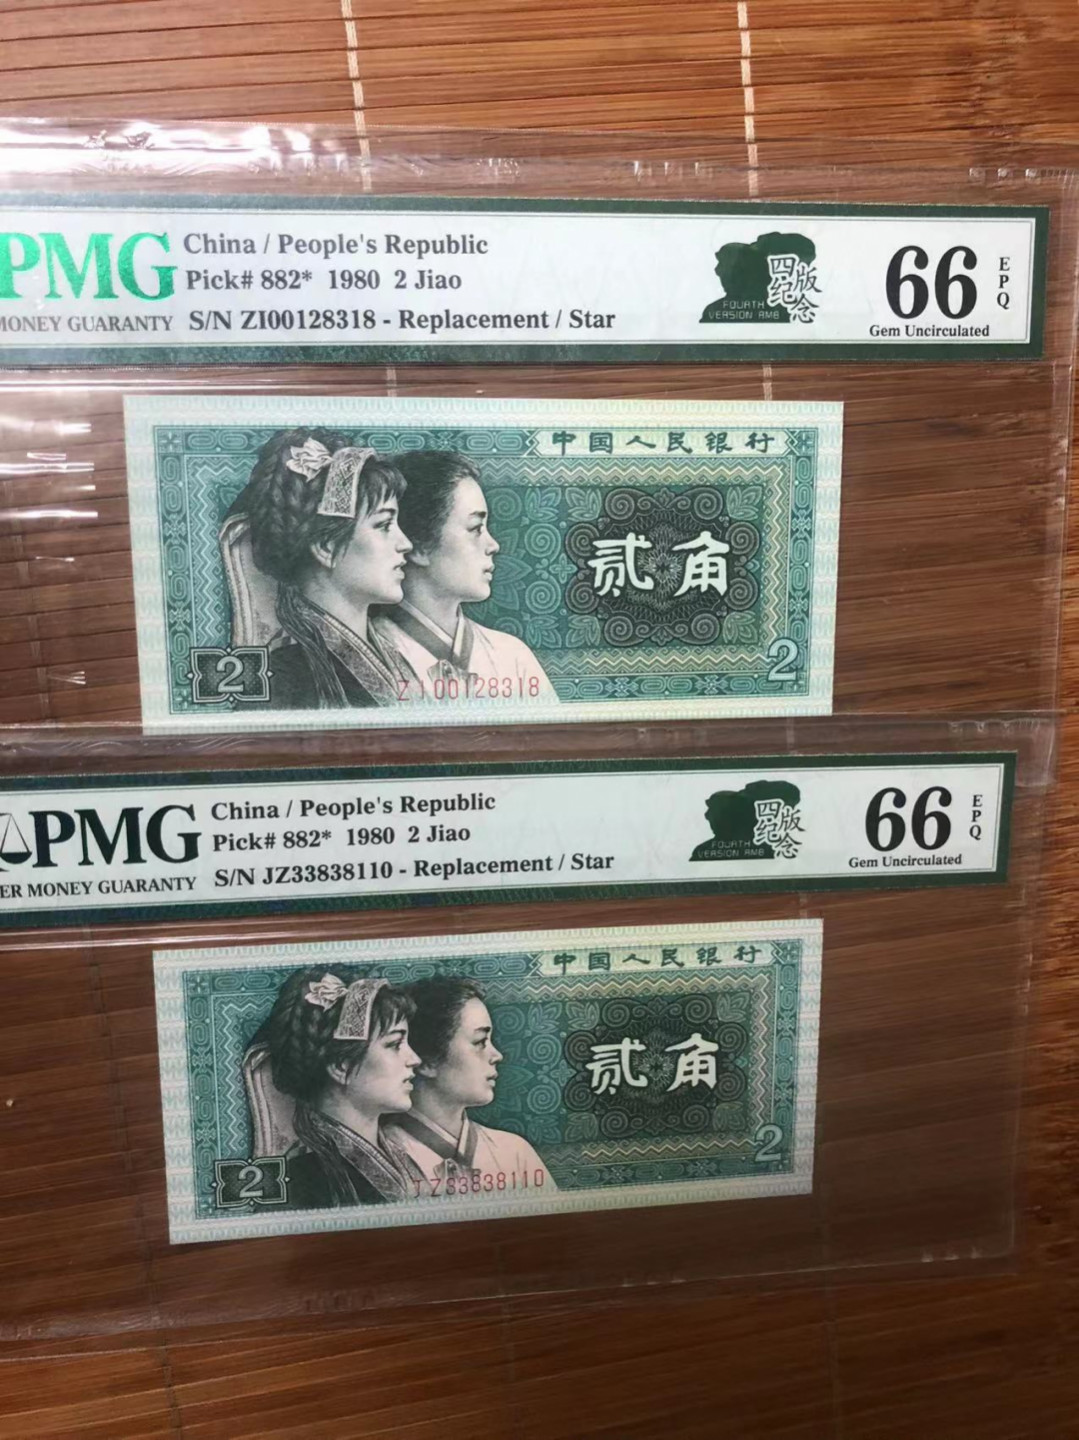 PMG
China / People's Republic
Pick# 882* 1980 2 Jiao
MONEY GUARANTY
S/N ZI00128318 - Replacement / Star
四版
纪念
FOURTH
VERSION RMB
66
EPQ
Gem Uncirculated
中国人民银行
贰角
2
2
ZI00128318
PMG
China / People's Republic
Pick# 882* 1980 2 Jiao
ER MONEY GUARANTY
S/N JZ33838110 - Replacement / Star
四版
纪念
FOURTH
VERSION RMB
66
EPQ
Gem Uncirculated
中国人民银行
贰角
2
2
JZ33838110